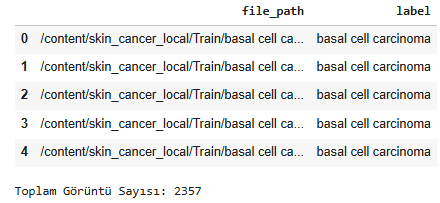 file_path label
0 /content/skin_cancer_local/Train/basal cell ca... basal cell carcinoma
1 /content/skin_cancer_local/Train/basal cell ca... basal cell carcinoma
2 /content/skin_cancer_local/Train/basal cell ca... basal cell carcinoma
3 /content/skin_cancer_local/Train/basal cell ca... basal cell carcinoma
4 /content/skin_cancer_local/Train/basal cell ca... basal cell carcinoma
Toplam Görüntü Sayısı: 2357